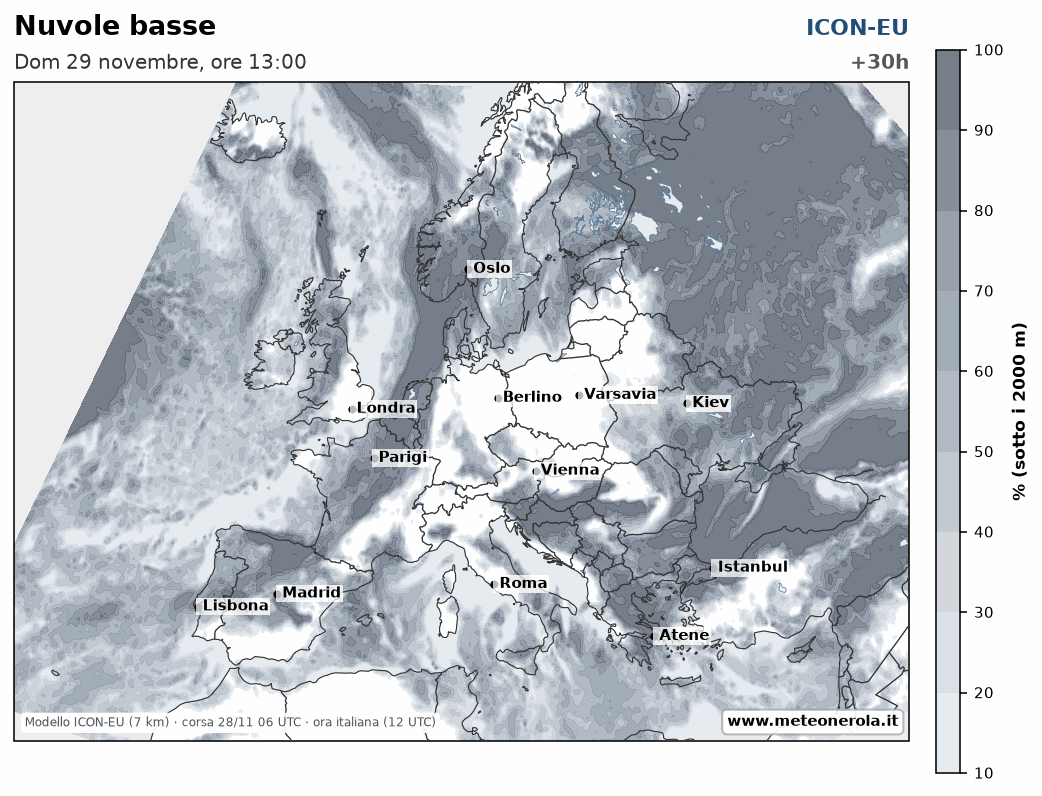 Nuvole basse
ICON-EU
Dom 29 novembre, ore 13:00
+30h
100
90
80
70
60
50
40
30
20
10
% (sotto i 2000 m)
Oslo
Berlino
Varsavia
Kiev
Londra
Parigi
Vienna
Istanbul
Roma
Madrid
Lisbona
Atene
Modello ICON-EU (7 km) · corsa 28/11 06 UTC · ora italiana (12 UTC)
www.meteonerola.it